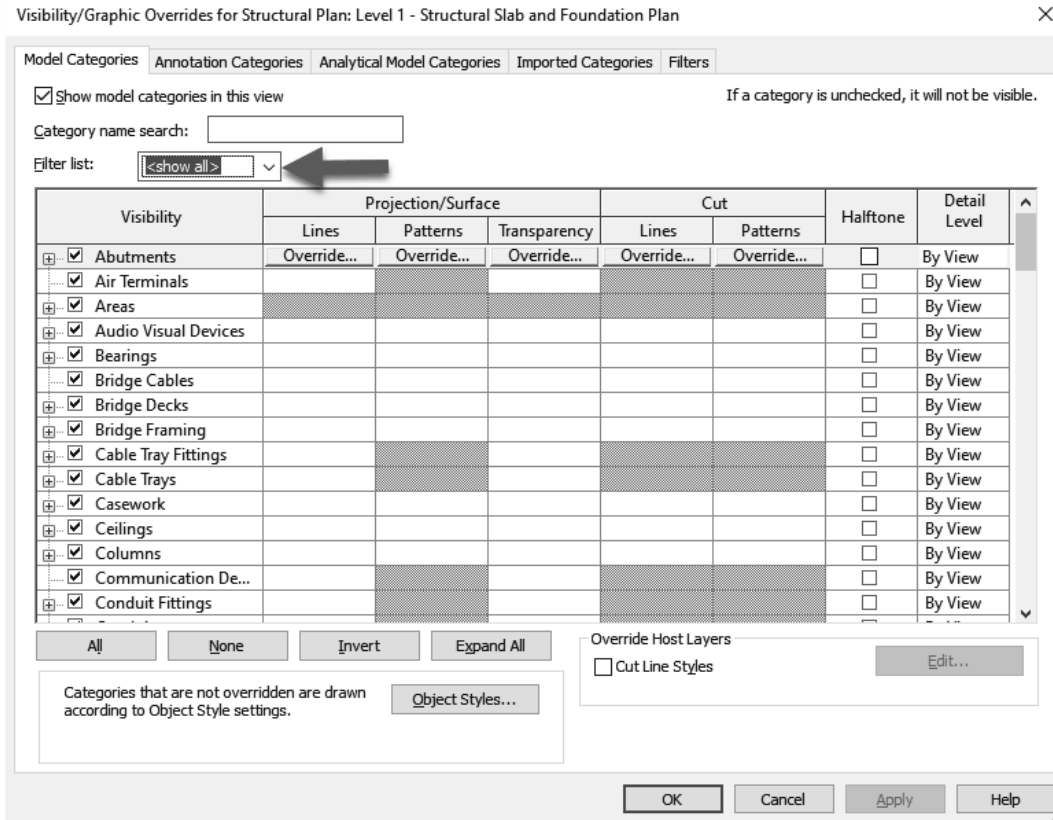 Visibility/Graphic Overrides for Structural Plan: Level 1 - Structural Slab and Foundation Plan
Model Categories Annotation Categories Analytical Model Categories Imported Categories Filters
Show model categories in this view If a category is unchecked, it will not be visible.
Category name search:
Filter list: <show all>
Visibility Projection/Surface Cut Halftone Detail Level
Lines Patterns Transparency Lines Patterns
Abutments Override... Override... Override... Override... Override... By View
Air Terminals By View
Areas By View
Audio Visual Devices By View
Bearings By View
Bridge Cables By View
Bridge Decks By View
Bridge Framing By View
Cable Tray Fittings By View
Cable Trays By View
Casework By View
Ceilings By View
Columns By View
Communication De... By View
Conduit Fittings By View
All None Invert Expand All Override Host Layers
Cut Line Styles Edit...
Categories that are not overridden are drawn
according to Object Style settings. Object Styles...
OK Cancel Apply Help